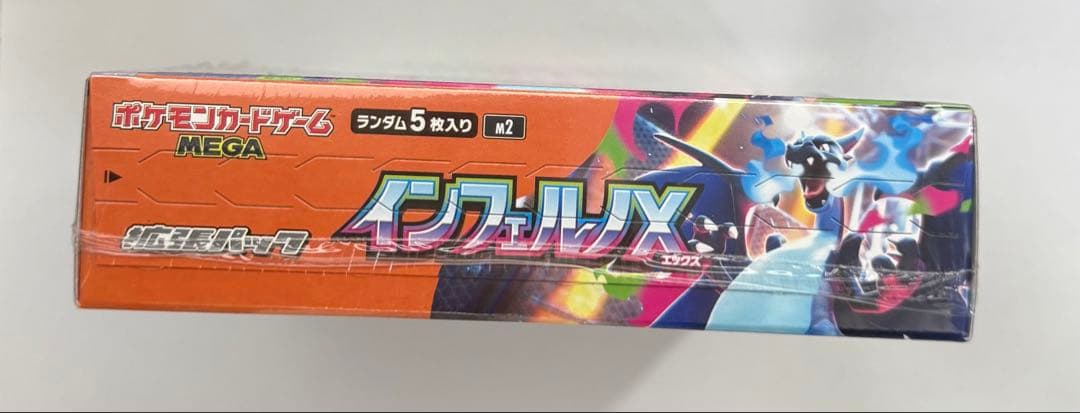 ポケモンカードゲーム
MEGA
ランダム5枚入り
M2
拡張パック
インフェルノX
エックス